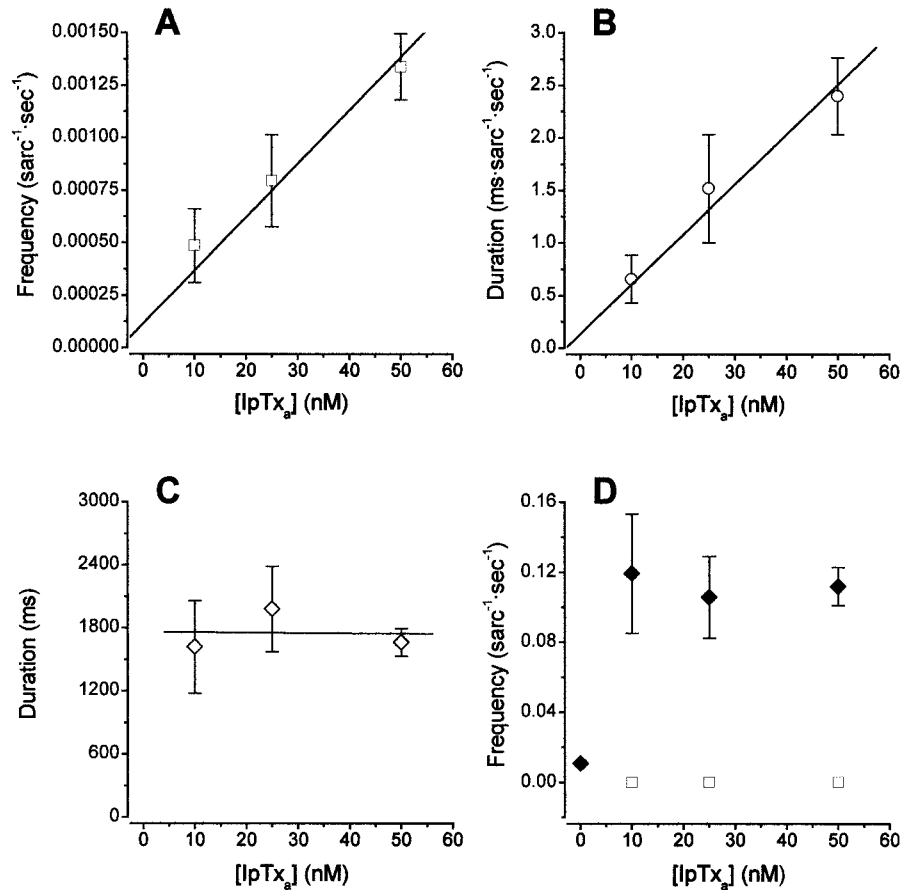 A
Frequency (sarc⁻¹·sec⁻¹)
0.00150
0.00125
0.00100
0.00075
0.00050
0.00025
0.00000
0 10 20 30 40 50 60
[IpTxₐ] (nM)
B
Duration (ms·sarc⁻¹·sec⁻¹)
3.0
2.5
2.0
1.5
1.0
0.5
0.0
0 10 20 30 40 50 60
[IpTxₐ] (nM)
C
Duration (ms)
3000
2400
1800
1200
600
0
0 10 20 30 40 50 60
[IpTxₐ] (nM)
D
Frequency (sarc⁻¹·sec⁻¹)
0.16
0.12
0.08
0.04
0.00
0 10 20 30 40 50 60
[IpTxₐ] (nM)